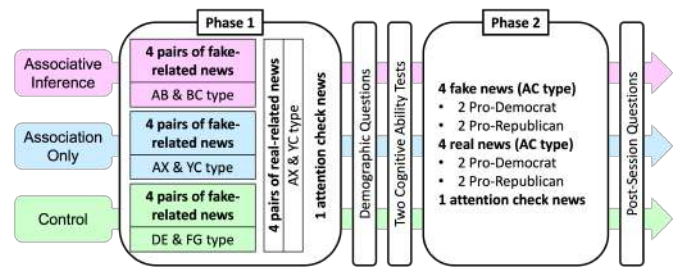 Phase 1
Phase 2
Associative
Inference
4 pairs of fake-
related news
AB & BC type
Association
Only
4 pairs of fake-
related news
AX & YC type
Control
4 pairs of fake-
related news
DE & FG type
4 pairs of real-related news
AX & YC type
1 attention check news
Demographic Questions
Two Cognitive Ability Tests
4 fake news (AC type)
• 2 Pro-Democrat
• 2 Pro-Republican
4 real news (AC type)
• 2 Pro-Democrat
• 2 Pro-Republican
1 attention check news
Post-Session Questions